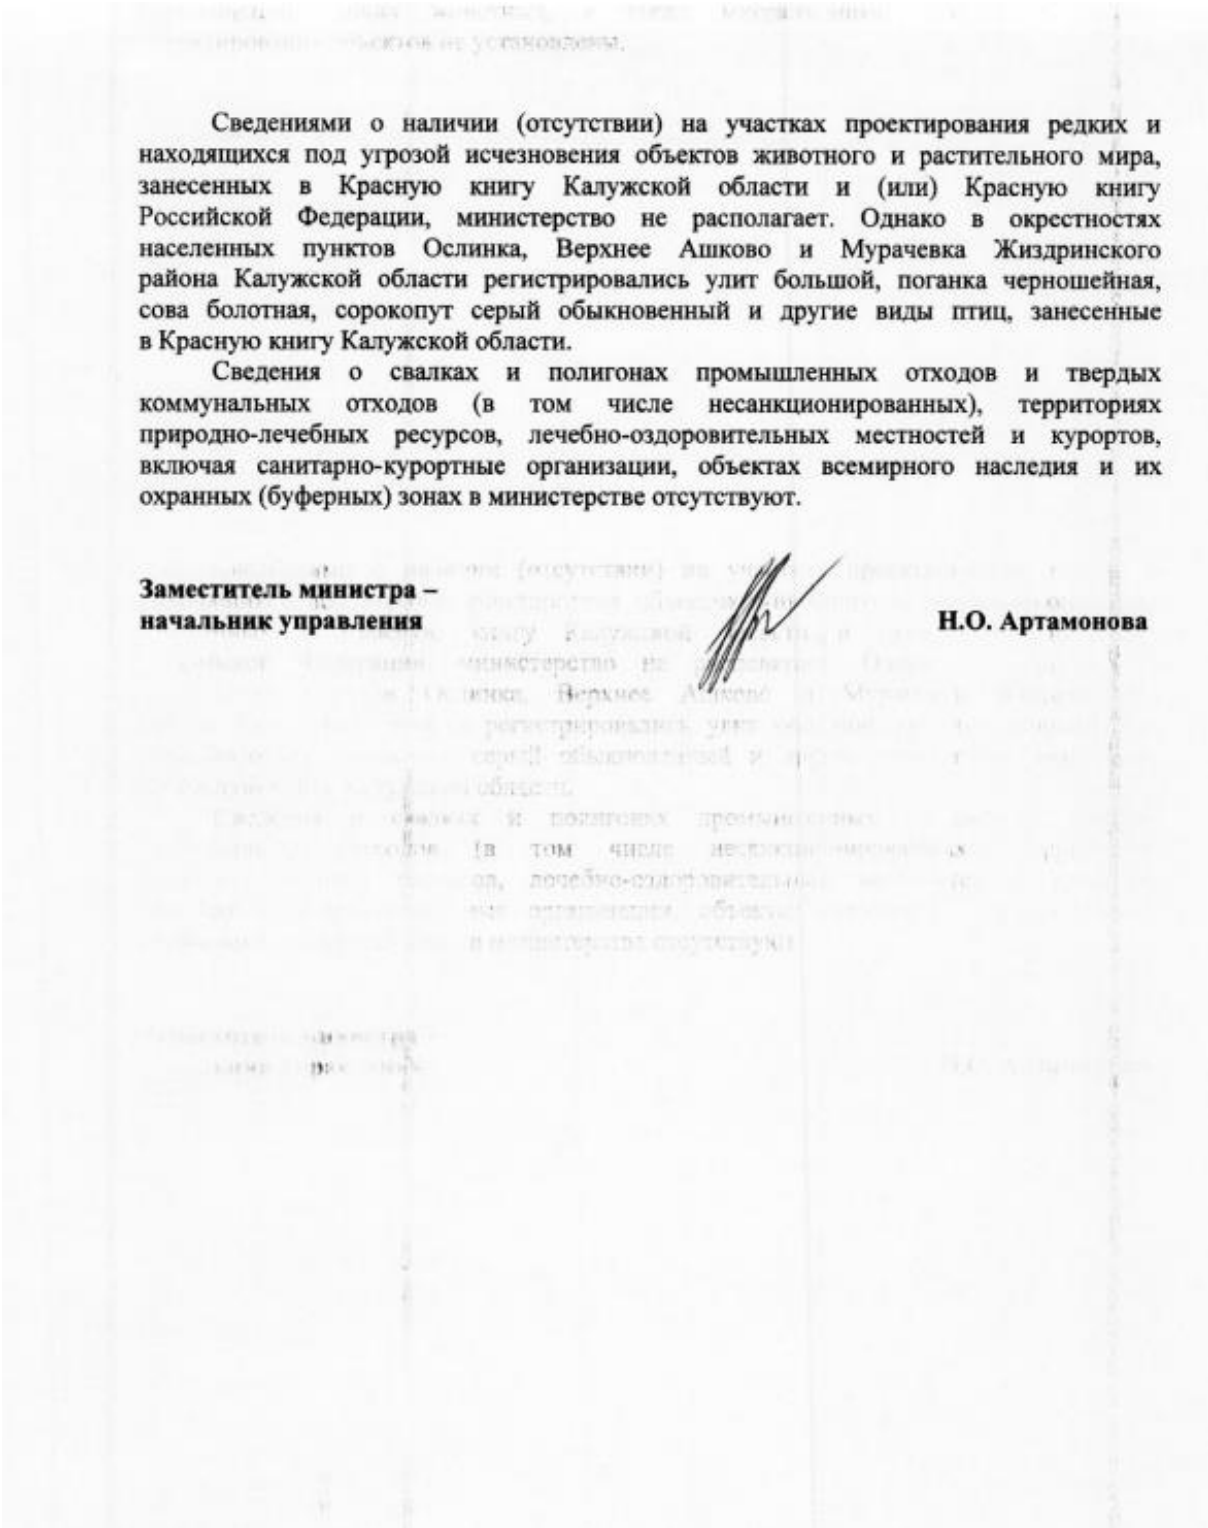 Сведениями о наличии (отсутствии) на участках проектирования редких и
находящихся под угрозой исчезновения объектов животного и растительного мира,
занесенных в Красную книгу Калужской области и (или) Красную книгу
Российской Федерации, министерство не располагает. Однако в окрестностях
населенных пунктов Ослинка, Верхнее Ашково и Мурачевка Жиздринского
района Калужской области регистрировались улит большой, поганка черношейная,
сова болотная, сорокопут серый обыкновенный и другие виды птиц, занесенные
в Красную книгу Калужской области.
Сведения о свалках и полигонах промышленных отходов и твердых
коммунальных отходов (в том числе несанкционированных), территориях
природно-лечебных ресурсов, лечебно-оздоровительных местностей и курортов,
включая санитарно-курортные организации, объектах всемирного наследия и их
охранных (буферных) зонах в министерстве отсутствуют.
Заместитель министра –
начальник управления Н.О. Артамонова